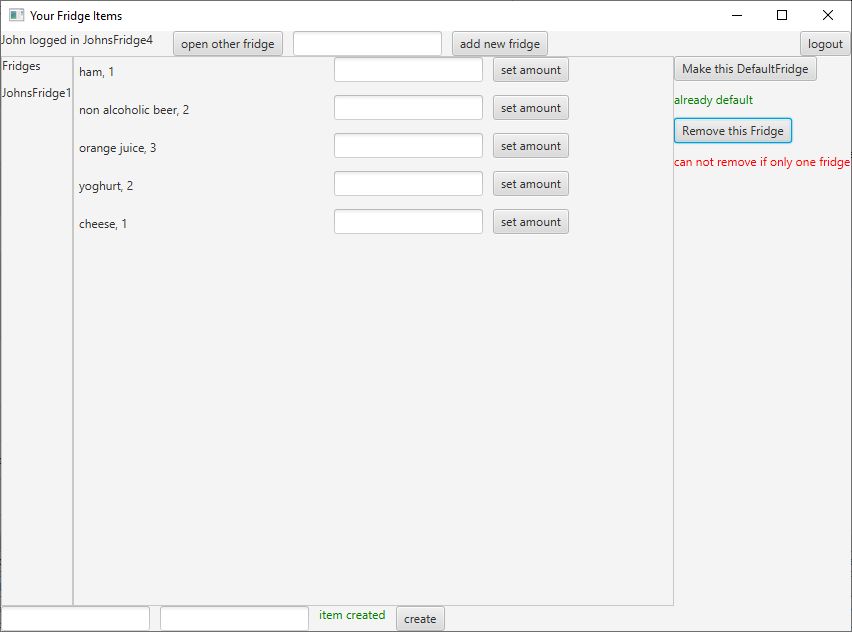 Your Fridge Items
John logged in JohnsFridge4
open other fridge
add new fridge
logout
Fridges
JohnsFridge1
ham, 1
set amount
non alcoholic beer, 2
set amount
orange juice, 3
set amount
yoghurt, 2
set amount
cheese, 1
set amount
Make this DefaultFridge
already default
Remove this Fridge
can not remove if only one fridge
item created
create